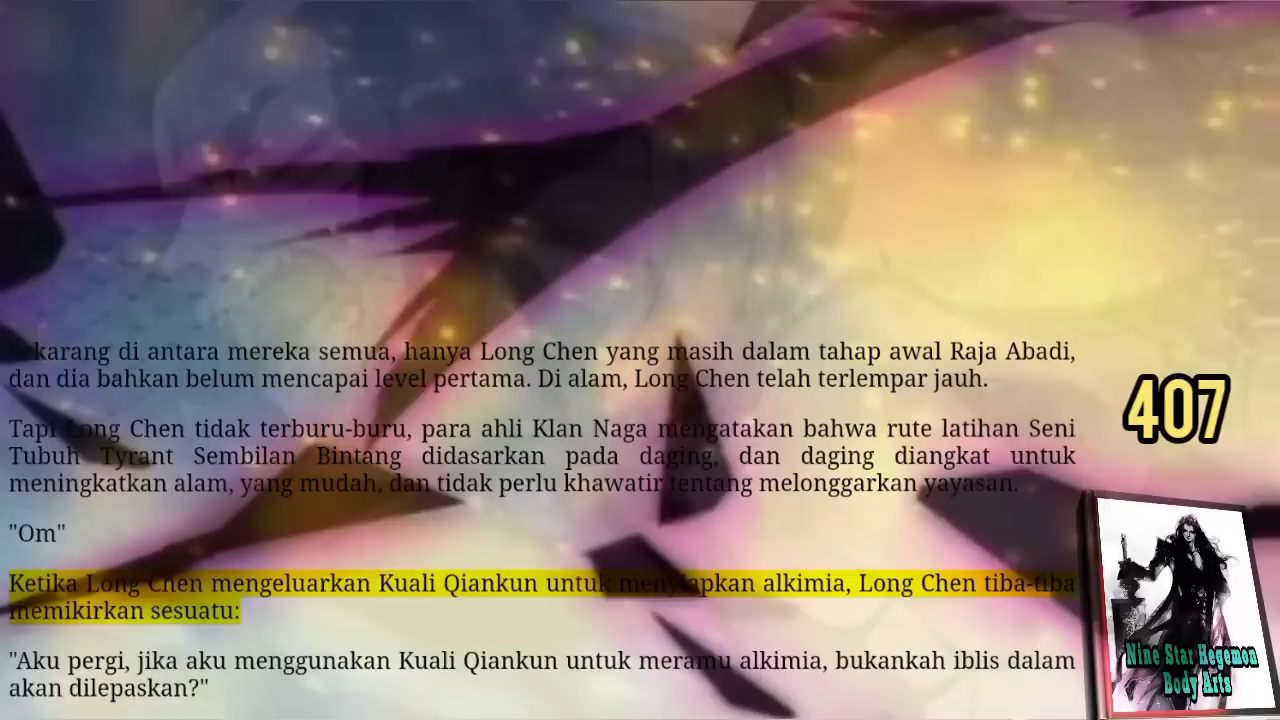 Sekarang di antara mereka semua, hanya Long Chen yang masih dalam tahap awal Raja Abadi,
dan dia bahkan belum mencapai level pertama. Di alam, Long Chen telah terlempar jauh.
Tapi Long Chen tidak terburu-buru, para ahli Klan Naga mengatakan bahwa rute latihan Seni
Tubuh Tyrant Sembilan Bintang didasarkan pada daging, dan daging diangkat untuk
meningkatkan alam, yang mudah, dan tidak perlu khawatir tentang melonggarkan yayasan.
"Om"
Ketika Long Chen mengeluarkan Kuali Qiankun untuk menyiapkan alkimia, Long Chen tiba-tiba
memikirkan sesuatu:
"Aku pergi, jika aku menggunakan Kuali Qiankun untuk meramu alkimia, bukankah iblis dalam
akan dilepaskan?"
407
Nine Star Hegemon
Body Arts